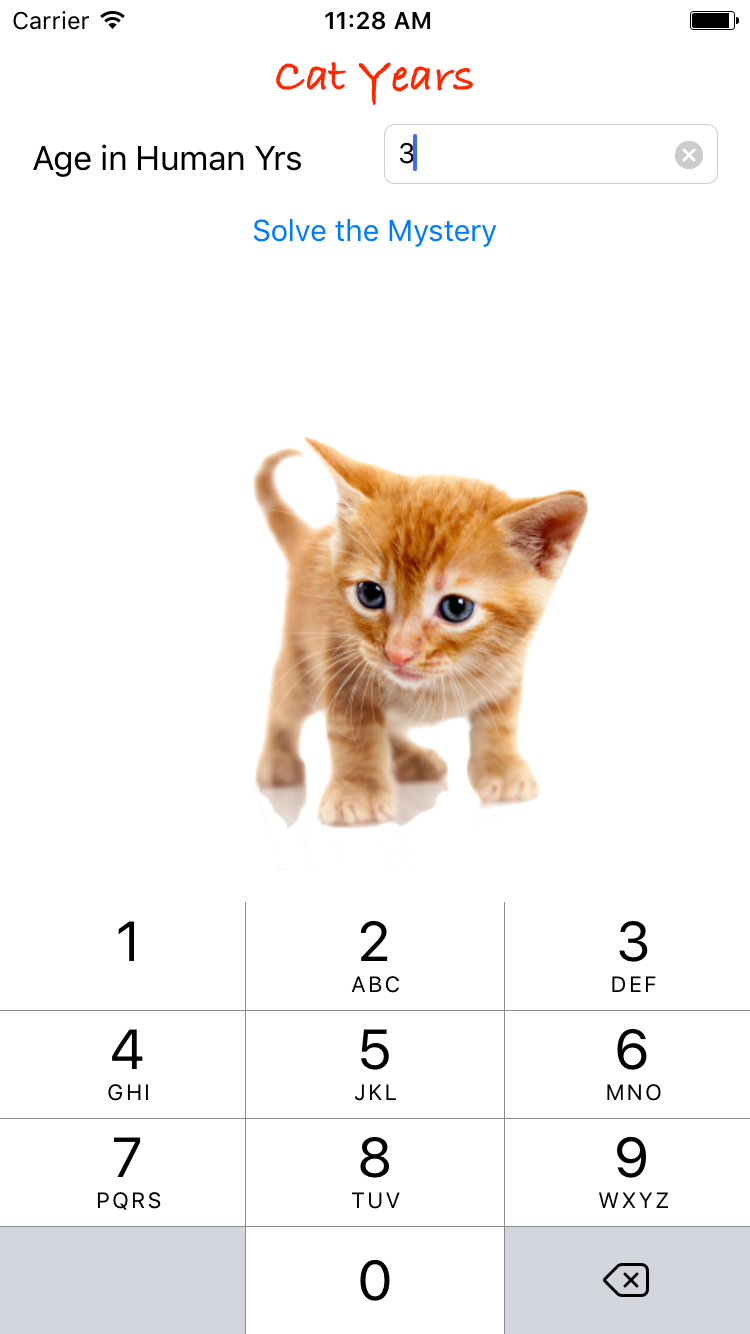 Carrier 11:28 AM
Cat Years
Age in Human Yrs 3
Solve the Mystery
1 2 3
ABC DEF
4 5 6
GHI JKL MNO
7 8 9
PQRS TUV WXYZ
0